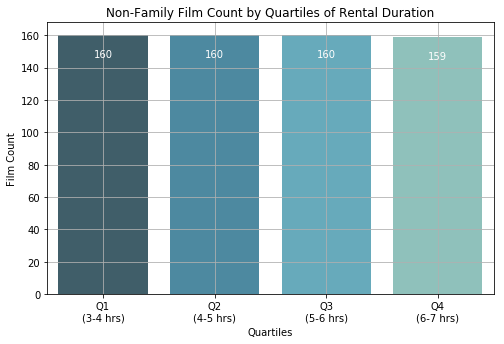 Non-Family Film Count by Quartiles of Rental Duration
160
140
120
100
80
60
40
20
0
Film Count
160
160
160
159
Q1
(3-4 hrs)
Q2
(4-5 hrs)
Q3
(5-6 hrs)
Q4
(6-7 hrs)
Quartiles